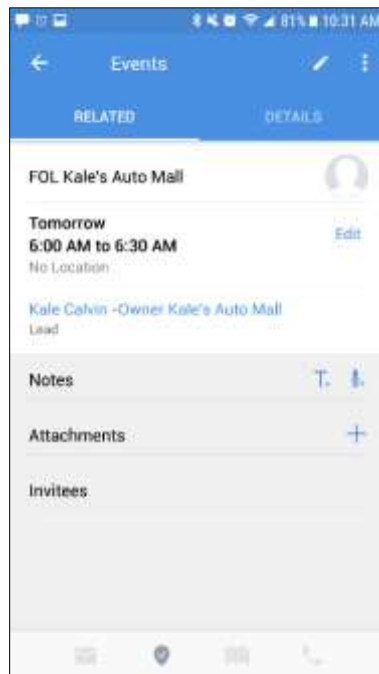 81% 10:31 AM
Events
RELATED DETAILS
FOL Kale's Auto Mall
Tomorrow
6:00 AM to 6:30 AM
Edit
No Location
Kale Calvin -Owner Kale's Auto Mall
Lead
Notes
T.
Attachments
Invitees